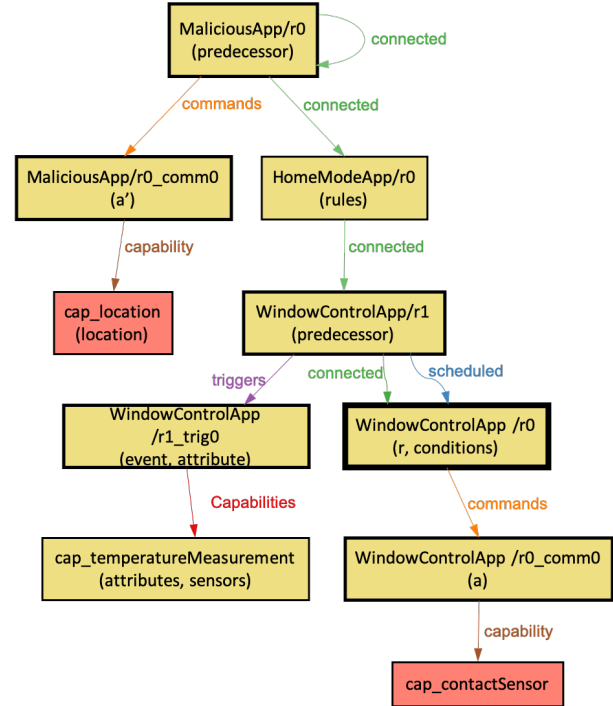 MaliciousApp/r0
(predecessor)
connected
commands
connected
MaliciousApp/r0_comm0
(a’)
HomeModeApp/r0
(rules)
capability
connected
cap_location
(location)
WindowControlApp/r1
(predecessor)
triggers
connected
scheduled
WindowControlApp
/r1_trig0
(event, attribute)
WindowControlApp /r0
(r, conditions)
Capabilities
commands
cap_temperatureMeasurement
(attributes, sensors)
WindowControlApp /r0_comm0
(a)
capability
cap_contactSensor